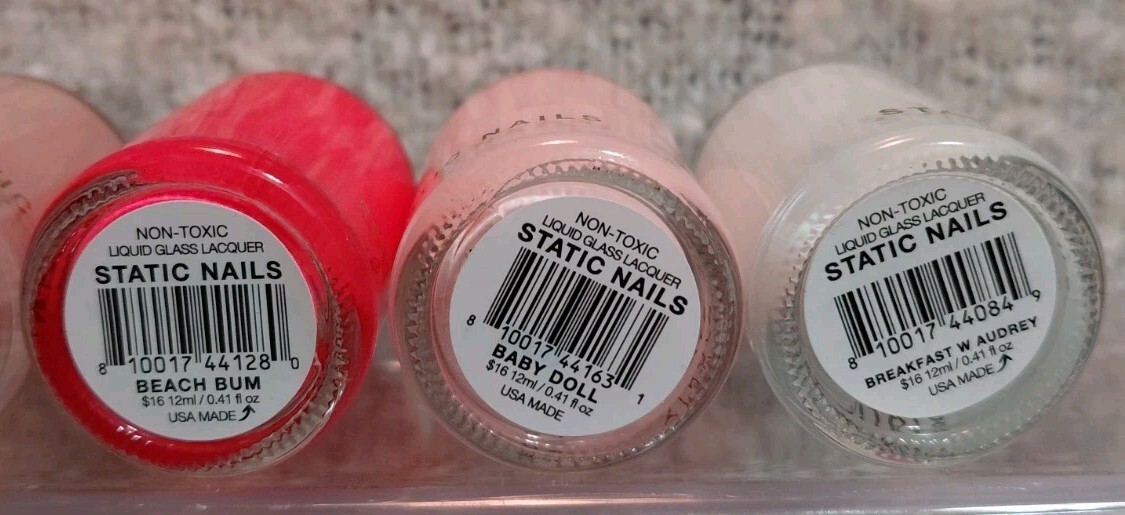 NON-TOXIC
LIQUID GLASS LACQUER
STATIC NAILS
8 10017 44128 0
BEACH BUM
$16 12ml / 0.41 fl oz
USA MADE
NAILS
NON-TOXIC
LIQUID GLASS LACQUER
STATIC NAILS
8 10017 44163 1
BABY DOLL
$16 12ml / 0.41 fl oz
USA MADE
NON-TOXIC
LIQUID GLASS LACQUER
STATIC NAILS
8 10017 44084 9
BREAKFAST W AUDREY
$16 12ml / 0.41 fl oz
USA MADE